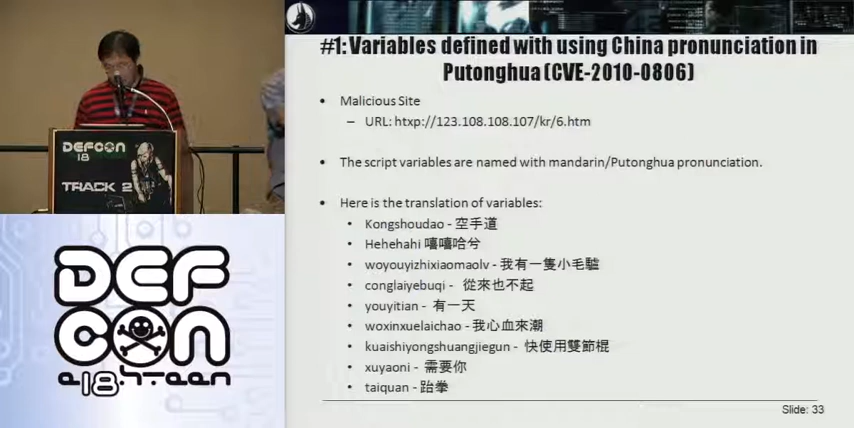 #1: Variables defined with using China pronunciation in
Putonghua (CVE-2010-0806)
• Malicious Site
– URL: htxp://123.108.108.107/kr/6.htm
• The script variables are named with mandarin/Putonghua pronunciation.
• Here is the translation of variables:
• Kongshoudao - 空手道
• Hehehahi 嘻嘻哈兮
• woyouyizhixiaomaolv - 我有一隻小毛驢
• conglaiyebuqi - 從來也不起
• youyitian - 有一天
• woxinxuelaichao - 我心血來潮
• kuaishiyongshuangjiegun - 快使用雙節棍
• xuyaoni - 需要你
• taiquan - 跆拳
Slide: 33
DEFCON
18
TRACK 2
DEF
CON
e18h-teen